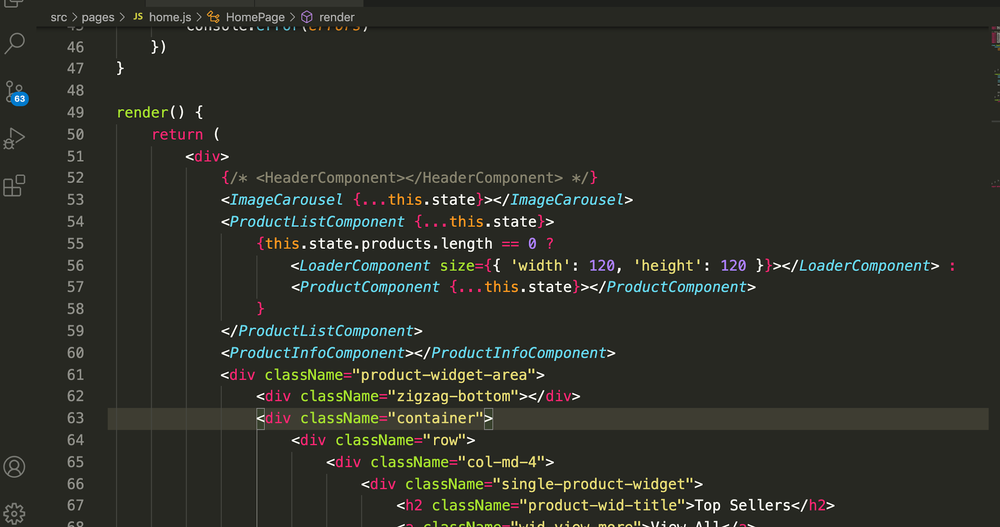 src > pages > JS home.js > HomePage > render
45 console.error(errors)
46 })
47 }
48
49 render() {
50 return (
51 <div>
52 {/* <HeaderComponent></HeaderComponent> */}
53 <ImageCarousel {...this.state}></ImageCarousel>
54 <ProductListComponent {...this.state}>
55 {this.state.products.length == 0 ?
56 <LoaderComponent size={{ 'width': 120, 'height': 120 }}></LoaderComponent> :
57 <ProductComponent {...this.state}></ProductComponent>
58 }
59 </ProductListComponent>
60 <ProductInfoComponent></ProductInfoComponent>
61 <div className="product-widget-area">
62 <div className="zigzag-bottom"></div>
63 <div className="container">
64 <div className="row">
65 <div className="col-md-4">
66 <div className="single-product-widget">
67 <h2 className="product-wid-title">Top Sellers</h2>
68 <a className="wid-view-more">View All</a>
63